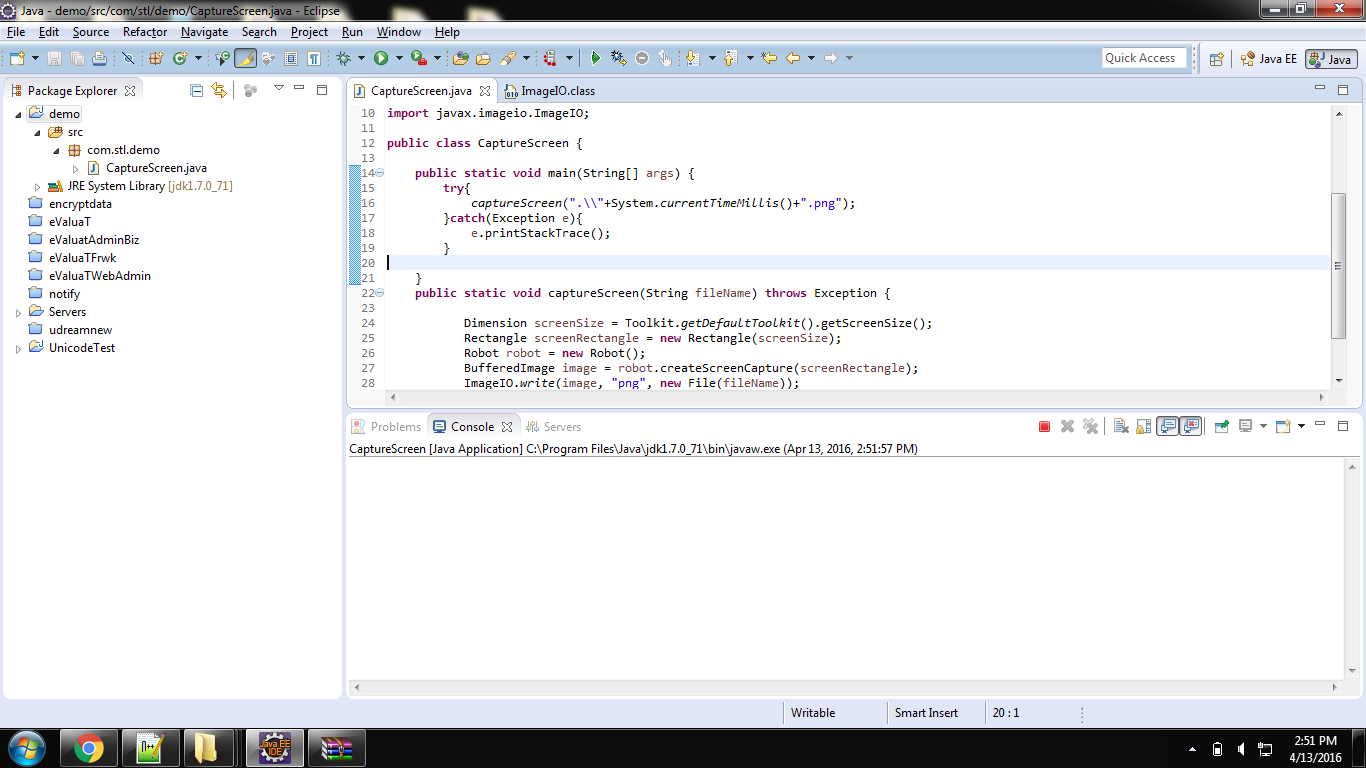 Java - demo/src/com/stl/demo/CaptureScreen.java - Eclipse
File Edit Source Refactor Navigate Search Project Run Window Help
Quick Access
Java EE
Java
Package Explorer
demo
src
com.stl.demo
CaptureScreen.java
JRE System Library [jdk1.7.0_71]
encryptdata
eValuaT
eValuatAdminBiz
eValuaTFrwk
eValuaTWebAdmin
notify
Servers
udreamnew
UnicodeTest
CaptureScreen.java
ImageIO.class
10 import javax.imageio.ImageIO;
11
12 public class CaptureScreen {
13
14 public static void main(String[] args) {
15 try{
16 captureScreen(".\\"+System.currentTimeMillis()+".png");
17 }catch(Exception e){
18 e.printStackTrace();
19 }
20
21 }
22 public static void captureScreen(String fileName) throws Exception {
23
24 Dimension screenSize = Toolkit.getDefaultToolkit().getScreenSize();
25 Rectangle screenRectangle = new Rectangle(screenSize);
26 Robot robot = new Robot();
27 BufferedImage image = robot.createScreenCapture(screenRectangle);
28 ImageIO.write(image, "png", new File(fileName));
Problems Console Servers
CaptureScreen [Java Application] C:\Program Files\Java\jdk1.7.0_71\bin\javaw.exe (Apr 13, 2016, 2:51:57 PM)
Writable Smart Insert 20 : 1
N++
Java EE
IDE
2:51 PM
4/13/2016